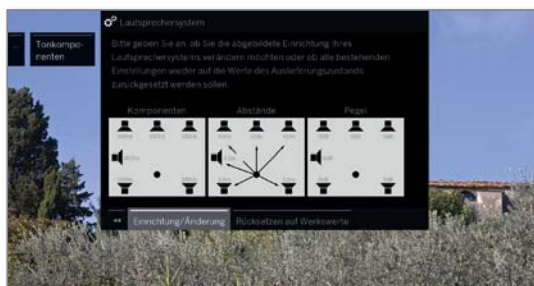 Lautsprechersystem
...
Tonkompo-
nenten
Bitte geben Sie an, ob Sie die abgebildete Einrichtung Ihres
Lautsprechersystems verändern möchten oder ob alle bestehenden
Einstellungen wieder auf die Werte des Auslieferungszustands
zurückgesetzt werden sollen.
Komponenten Abstände Pegel
Einrichtung/Änderung Rücksetzen auf Werkswerte